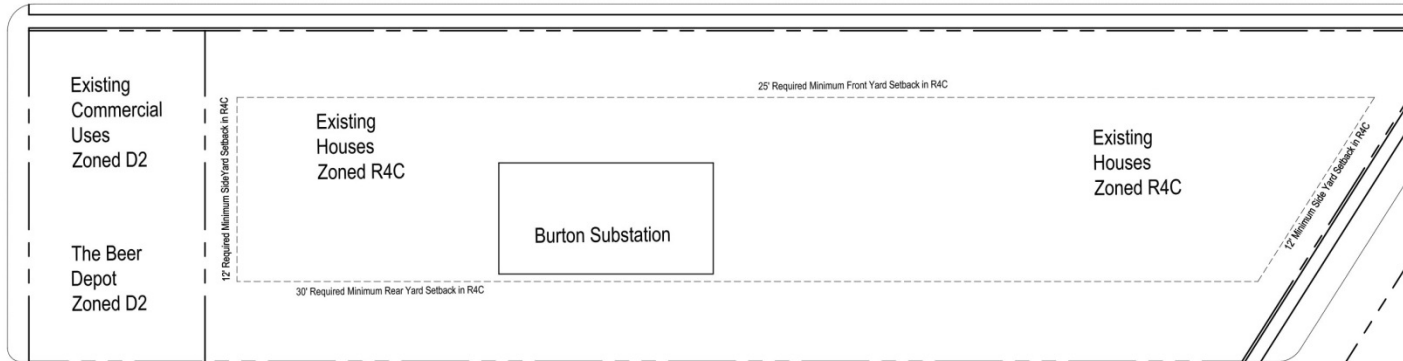 25' Required Minimum Front Yard Setback in R4C
Existing
Commercial
Uses
Zoned D2
12' Required Minimum SideYard Setback in R4C
Existing
Houses
Zoned R4C
Existing
Houses
Zoned R4C
12' Minimum Side Yard Setback in R4C
Burton Substation
The Beer
Depot
Zoned D2
30' Required Minimum Rear Yard Setback in R4C